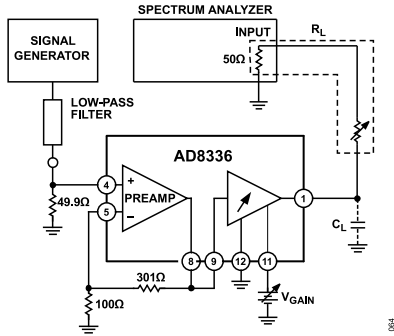 SPECTRUM ANALYZER
SIGNAL
GENERATOR
INPUT
50Ω
RL
LOW-PASS
FILTER
AD8336
PREAMP
+
–
4
5
49.9Ω
1
CL
8
9
12
11
301Ω
100Ω
VGAIN
064